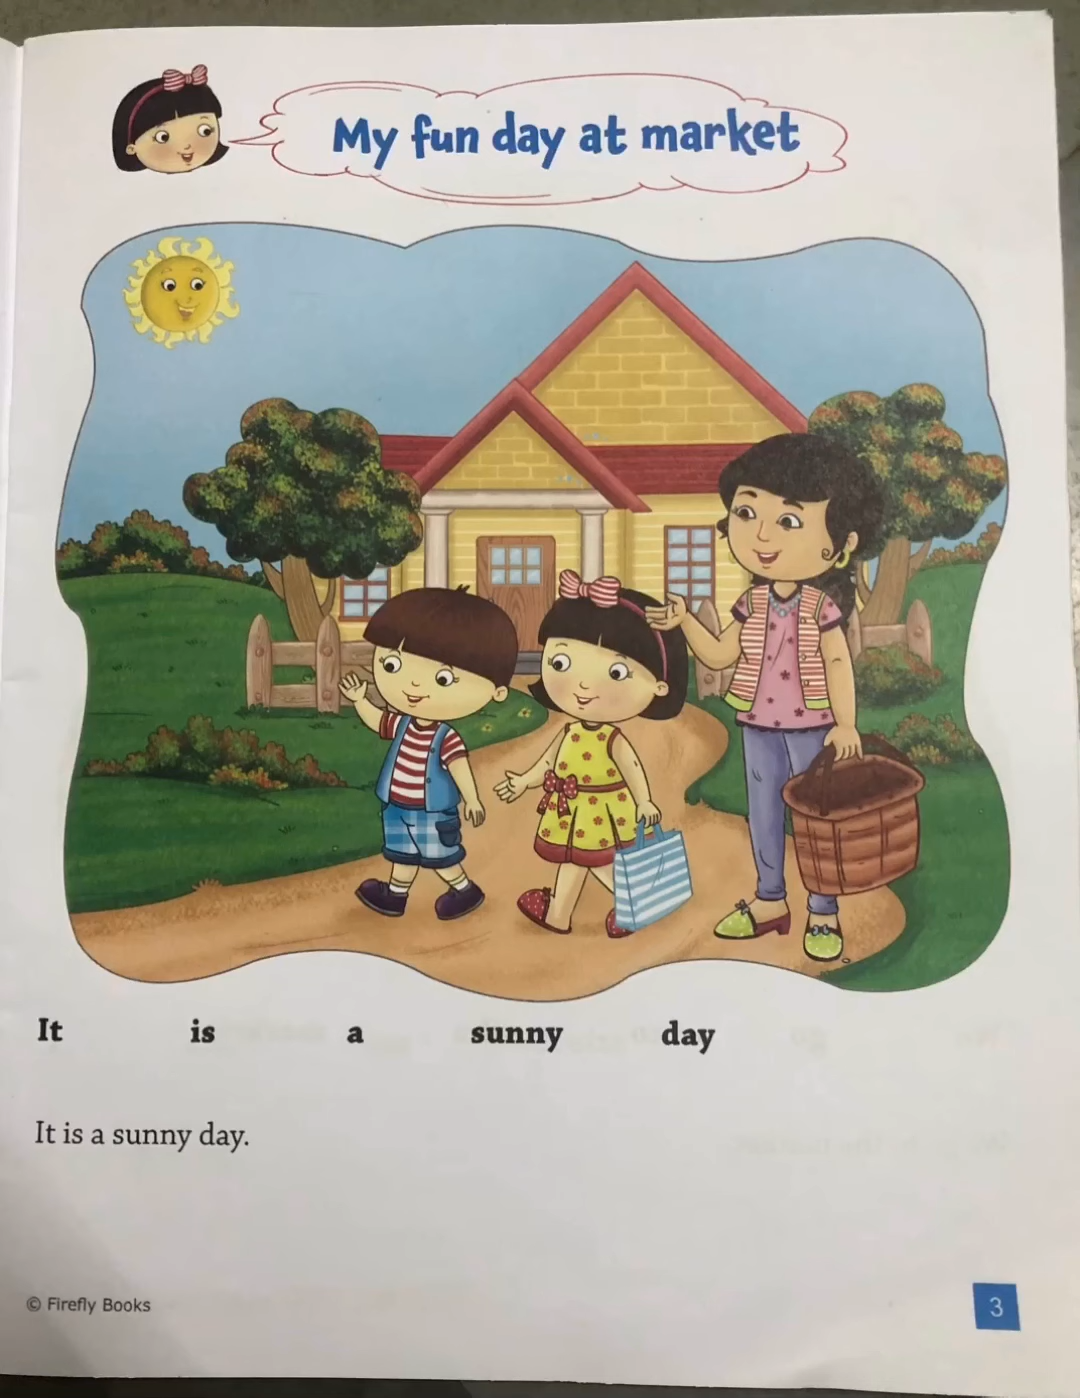 My fun day at market
It is a sunny day
It is a sunny day.
© Firefly Books
3